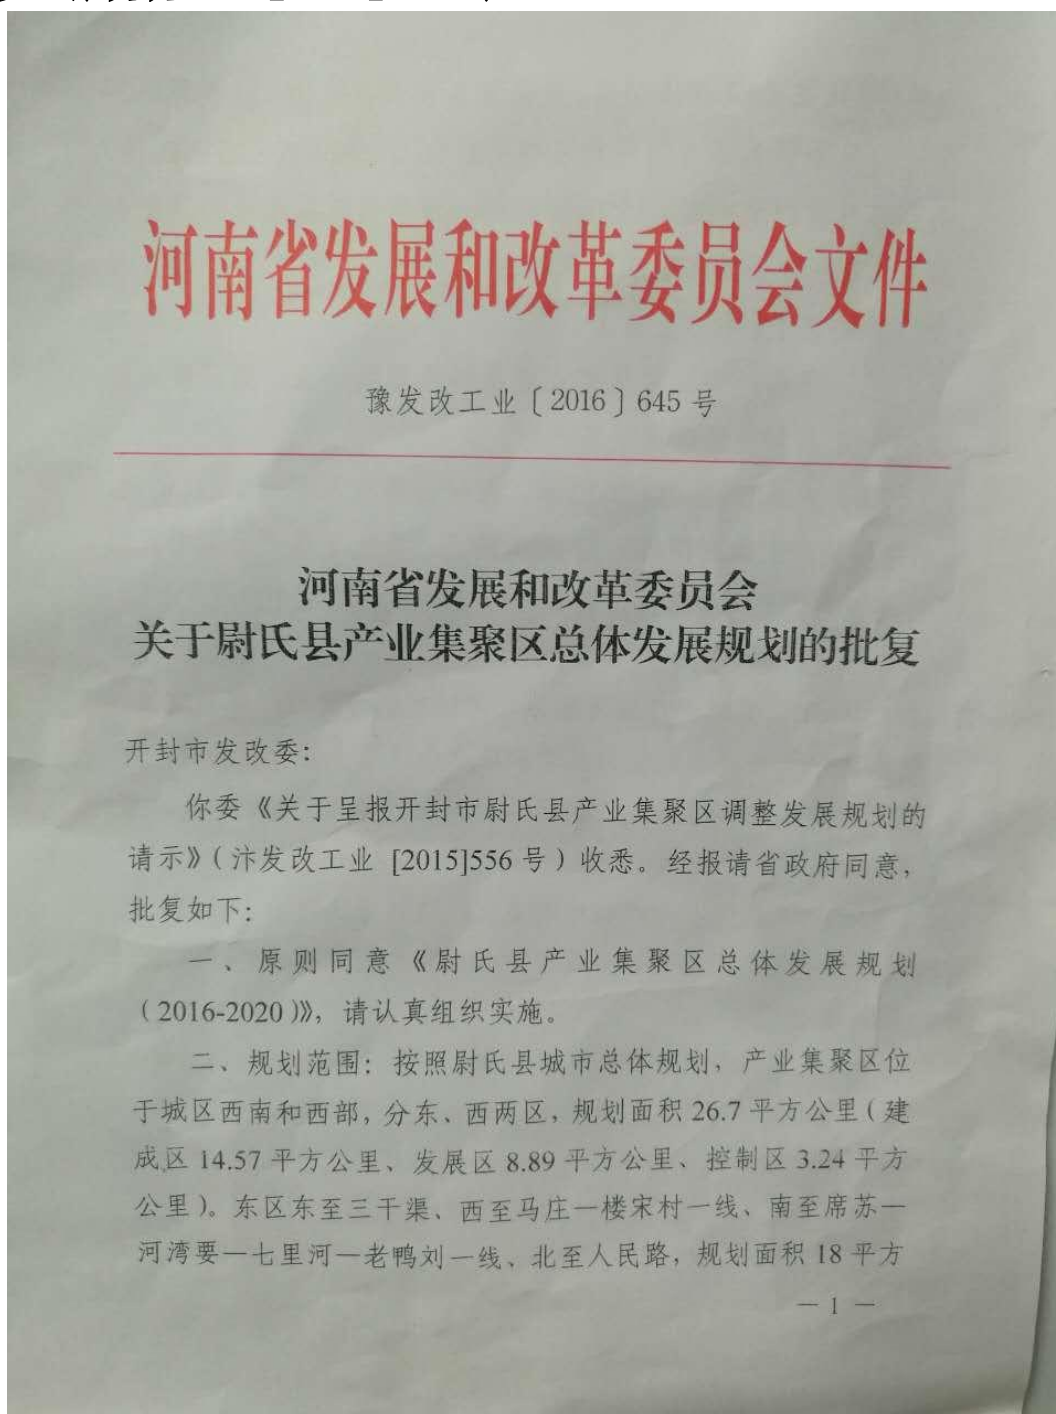 河南省发展和改革委员会文件
豫发改工业〔2016〕645 号
河南省发展和改革委员会
关于尉氏县产业集聚区总体发展规划的批复
开封市发改委：
你委《关于呈报开封市尉氏县产业集聚区调整发展规划的
请示》（汴发改工业 [2015]556 号）收悉。经报请省政府同意，
批复如下：
一、原则同意《尉氏县产业集聚区总体发展规划
（2016-2020）》，请认真组织实施。
二、规划范围：按照尉氏县城市总体规划，产业集聚区位
于城区西南和西部，分东、西两区，规划面积 26.7 平方公里（建
成区 14.57 平方公里、发展区 8.89 平方公里、控制区 3.24 平方
公里）。东区东至三干渠、西至马庄—楼宋村一线、南至席苏—
河湾要—七里河—老鸭刘一线、北至人民路，规划面积 18 平方
— 1 —